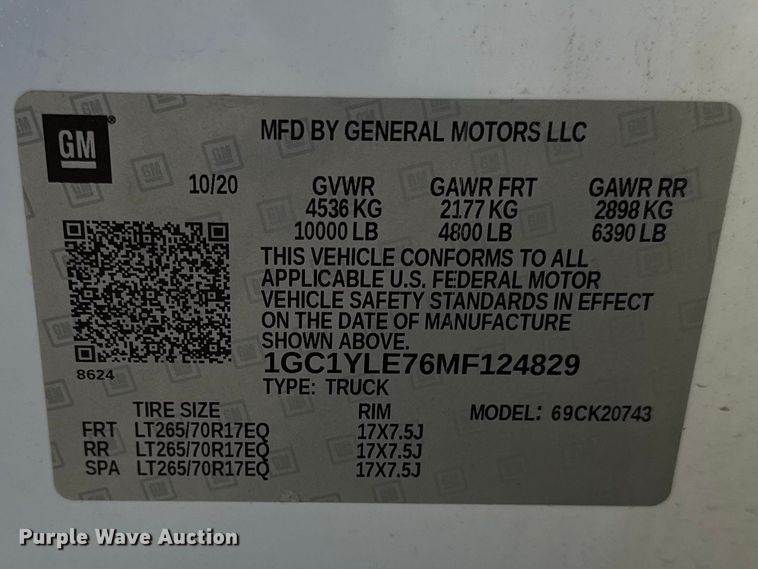 GM®
MFD BY GENERAL MOTORS LLC
10/20 GVWR GAWR FRT GAWR RR
4536 KG 2177 KG 2898 KG
10000 LB 4800 LB 6390 LB
THIS VEHICLE CONFORMS TO ALL
APPLICABLE U.S. FEDERAL MOTOR
VEHICLE SAFETY STANDARDS IN EFFECT
ON THE DATE OF MANUFACTURE
SHOWN ABOVE.
1GC1YLE76MF124829
8624
TYPE: TRUCK
TIRE SIZE RIM MODEL: 69CK20743
FRT LT265/70R17EQ 17X7.5J
RR LT265/70R17EQ 17X7.5J
SPA LT265/70R17EQ 17X7.5J
Purple Wave Auction